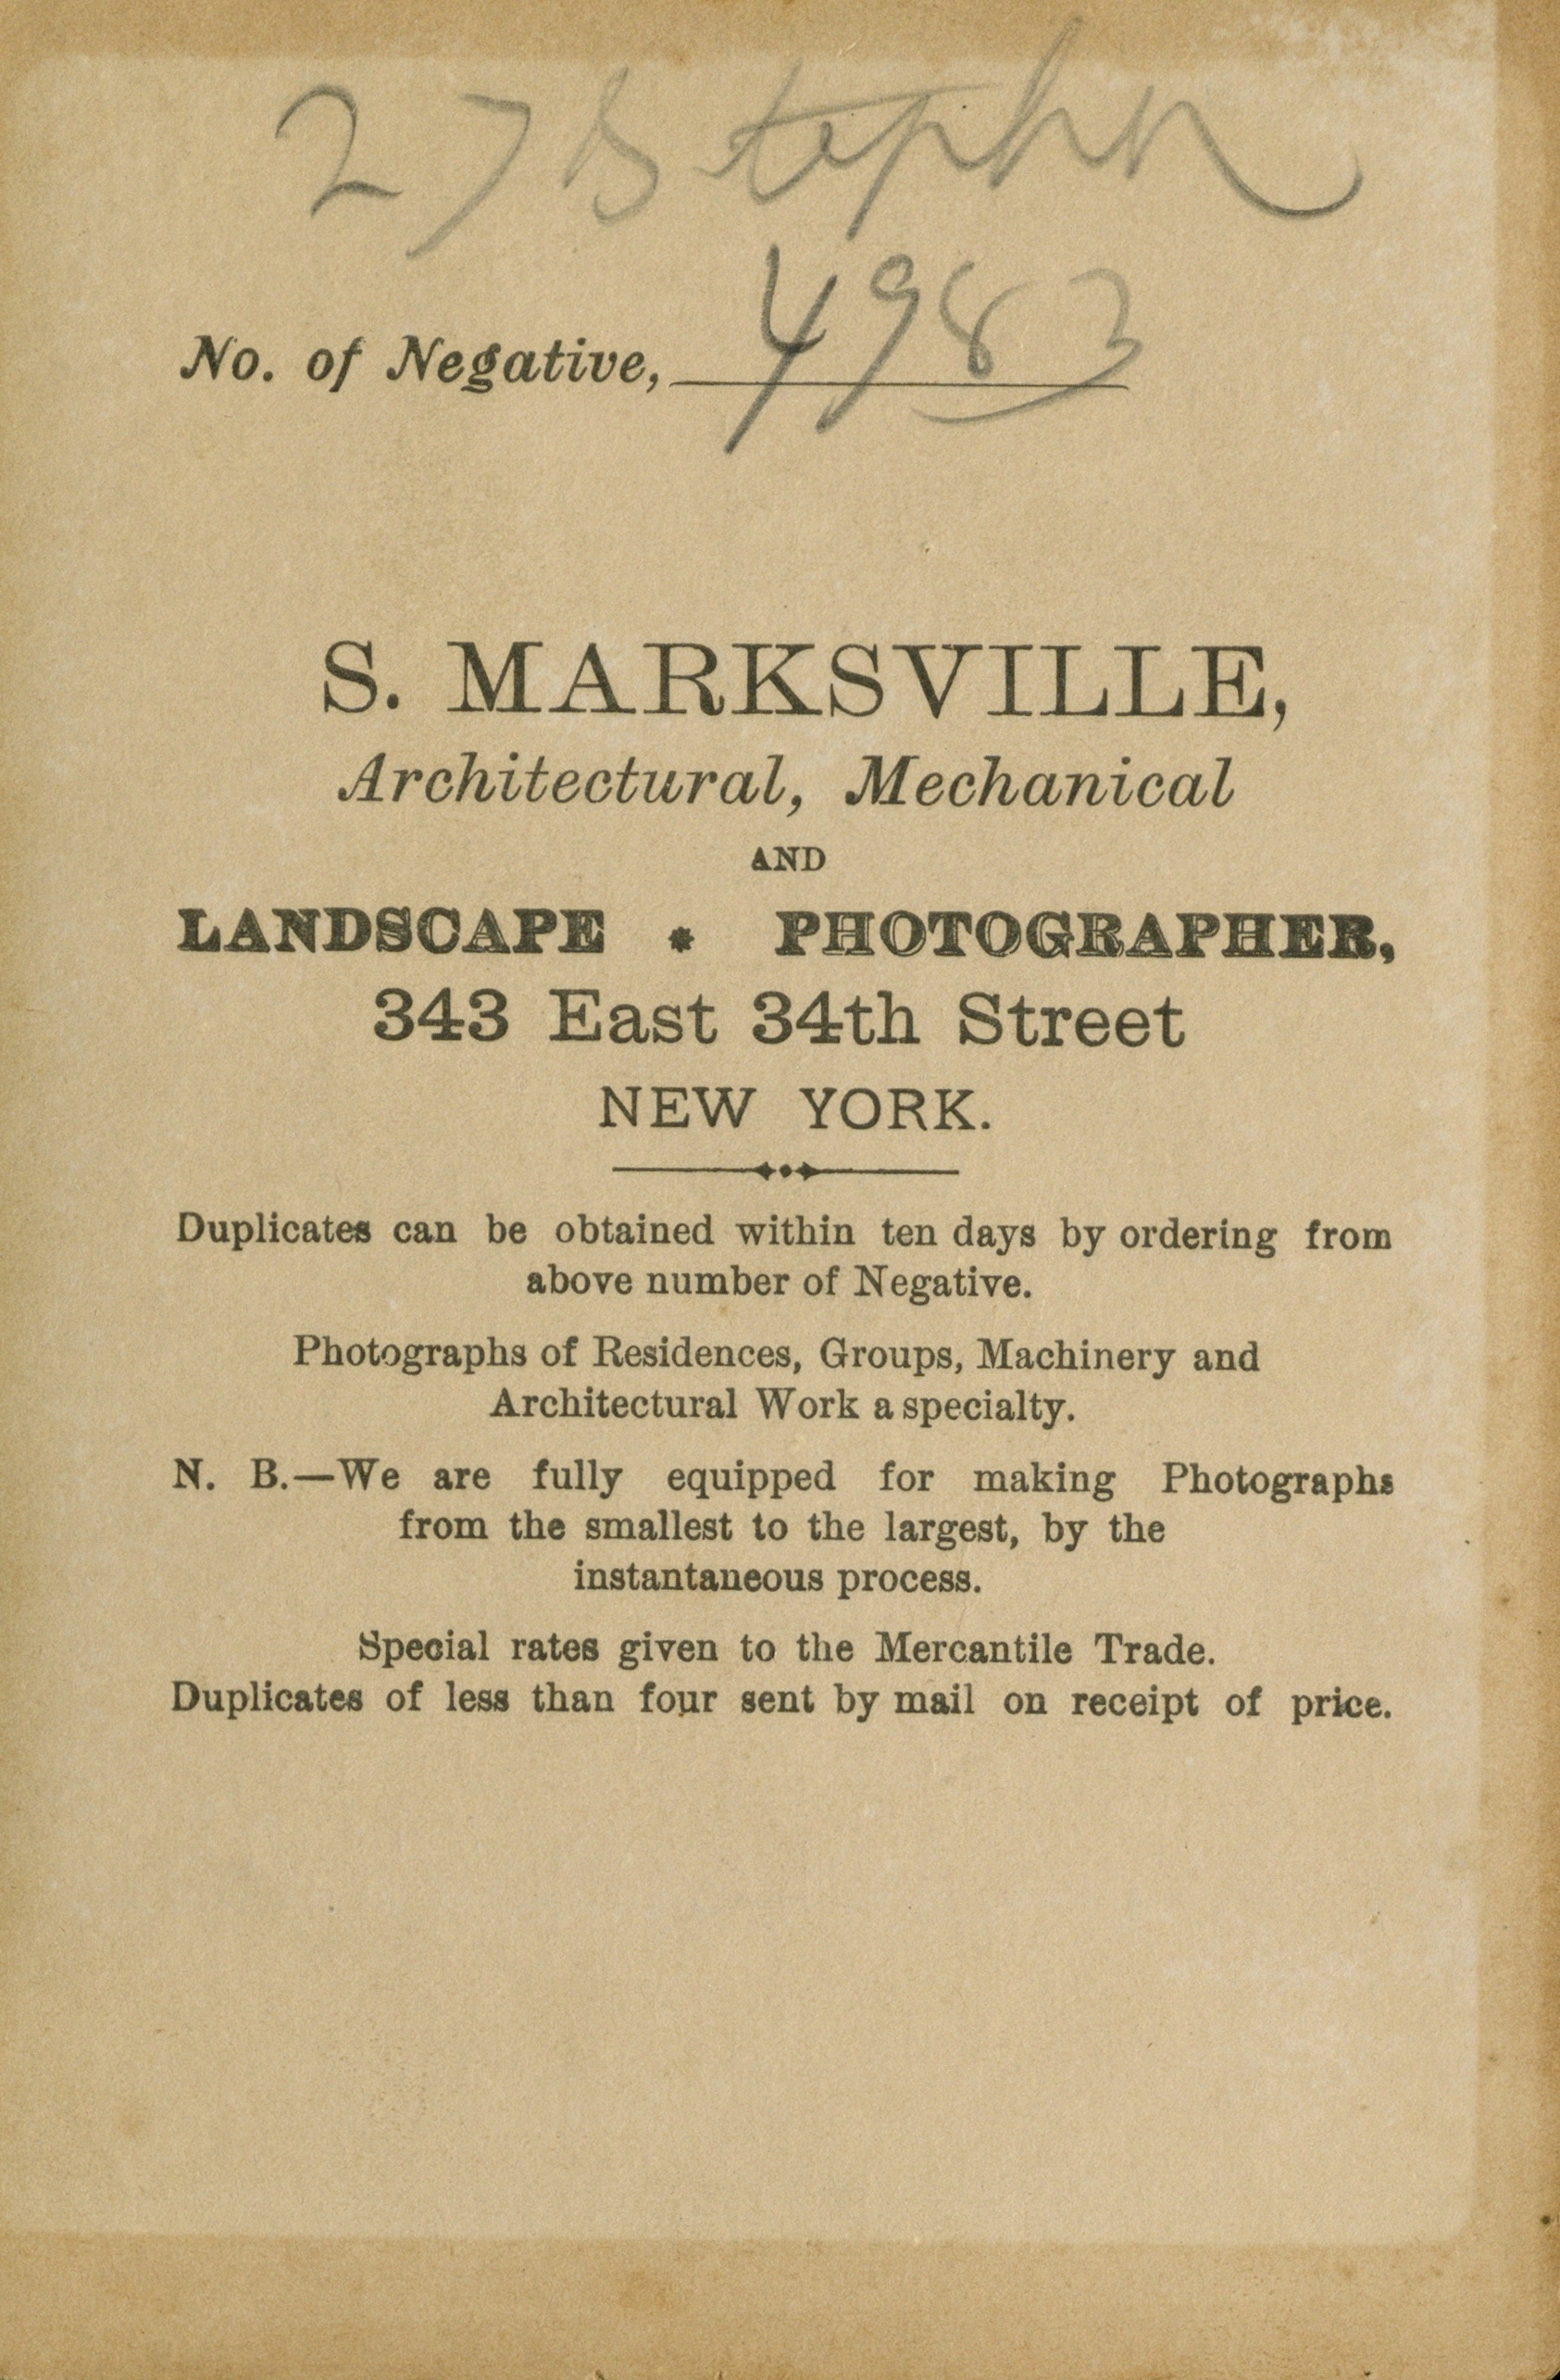 27 Stephn
No. of Negative, 4983
S. MARKSVILLE,
Architectural, Mechanical
AND
LANDSCAPE * PHOTOGRAPHER,
343 East 34th Street
NEW YORK.
Duplicates can be obtained within ten days by ordering from
above number of Negative.
Photographs of Residences, Groups, Machinery and
Architectural Work a specialty.
N. B.—We are fully equipped for making Photographs
from the smallest to the largest, by the
instantaneous process.
Special rates given to the Mercantile Trade.
Duplicates of less than four sent by mail on receipt of price.